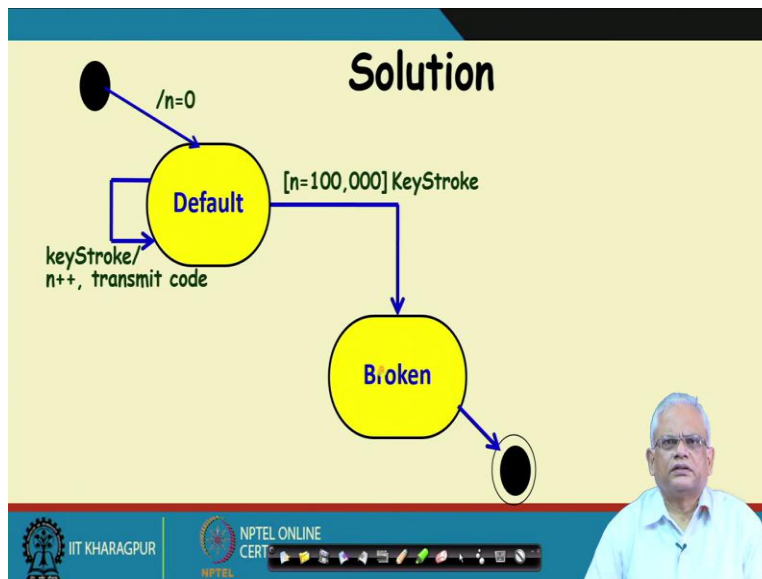 Solution
/n=0
Default
[n=100,000] KeyStroke
keyStroke/
n++, transmit code
Broken
IIT KHARAGPUR
NPTEL
NPTEL ONLINE
CERT